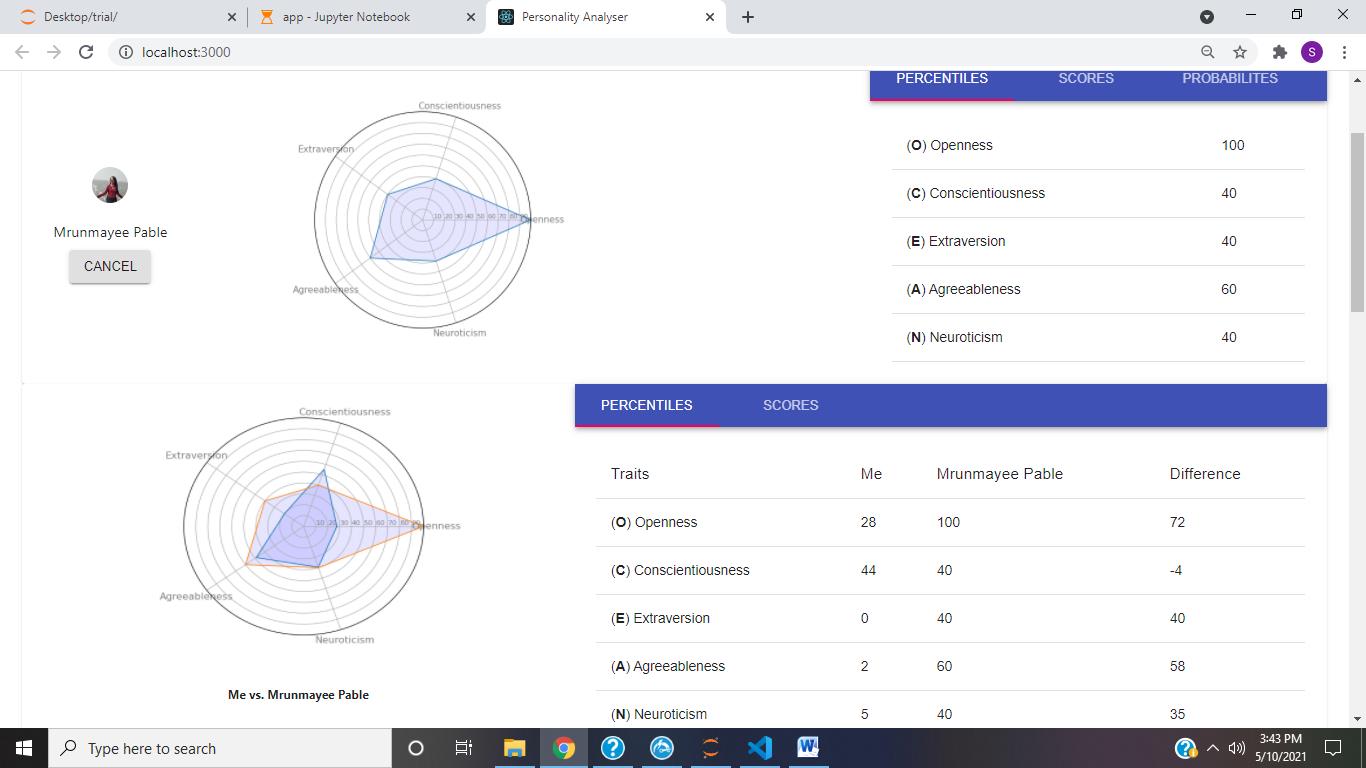 Desktop/trial/
app - Jupyter Notebook
Personality Analyser
localhost:3000
S
PERCENTILES SCORES PROBABILITES
Conscientiousness
Extraversion
10 20 30 40 50 60 70 80
Openness
Agreeableness
Neuroticism
Mrunmayee Pable
CANCEL
(O) Openness 100
(C) Conscientiousness 40
(E) Extraversion 40
(A) Agreeableness 60
(N) Neuroticism 40
PERCENTILES SCORES
Conscientiousness
Extraversion
10 20 30 40 50 60 70 80
Openness
Agreeableness
Neuroticism
Me vs. Mrunmayee Pable
Traits Me Mrunmayee Pable Difference
(O) Openness 28 100 72
(C) Conscientiousness 44 40 -4
(E) Extraversion 0 40 40
(A) Agreeableness 2 60 58
(N) Neuroticism 5 40 35
Type here to search
3:43 PM
5/10/2021